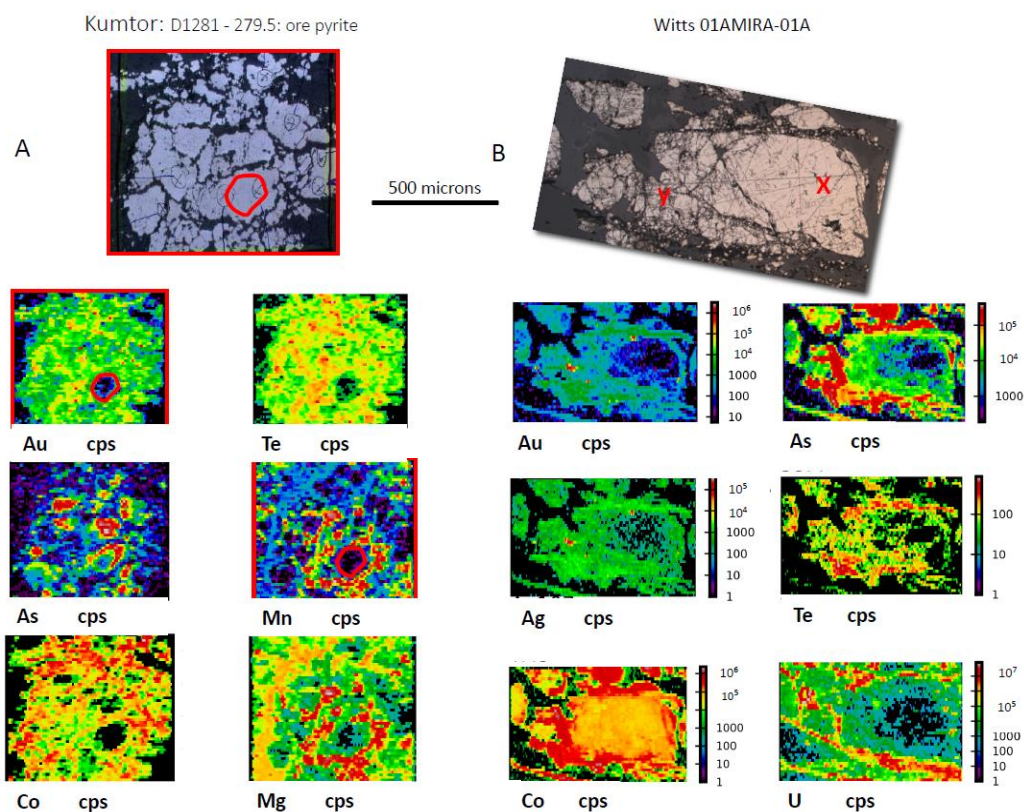 Kumtor: D1281 - 279.5: ore pyrite
Witts 01AMIRA-01A
A
500 microns
B
y
X
10⁶
10⁵
10⁴
1000
100
10
10⁵
10⁴
1000
Au cps
Te cps
Au cps
As cps
10⁵
10⁴
1000
100
10
1
100
10
1
As cps
Mn cps
Ag cps
Te cps
10⁶
10⁵
1000
100
10
1
10⁷
10⁵
10⁴
1000
100
10
1
Co cps
Mg cps
Co cps
U cps